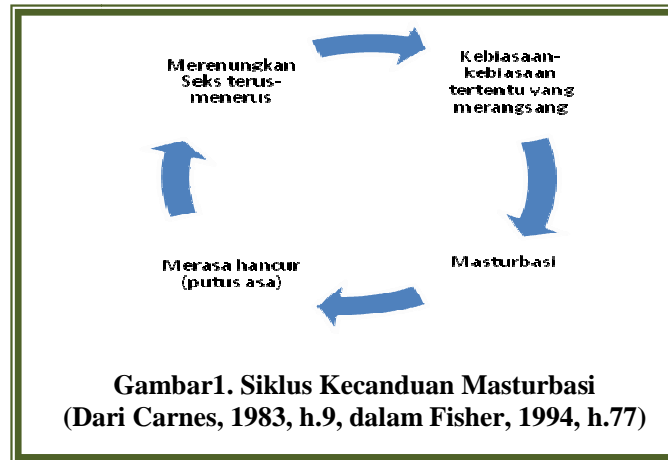 Merenungkan
Seks terus-
menerus
Kebiasaan-
kebiasaan
tertentu yang
merangsang
Masturbasi
Merasa hancur
(putus asa)
Gambar1. Siklus Kecanduan Masturbasi
(Dari Carnes, 1983, h.9, dalam Fisher, 1994, h.77)